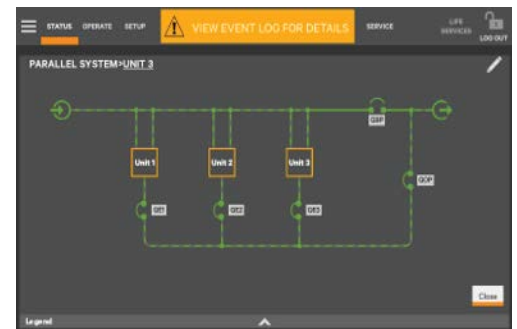 STATUS OPERATE SETUP VIEW EVENT LOG FOR DETAILS SERVICE LIFE SERVICES LOG OUT
PARALLEL SYSTEM>UNIT 3
QBP
Unit 1 Unit 2 Unit 3
QOP
QE1 QE2 QE3
Close
Legend